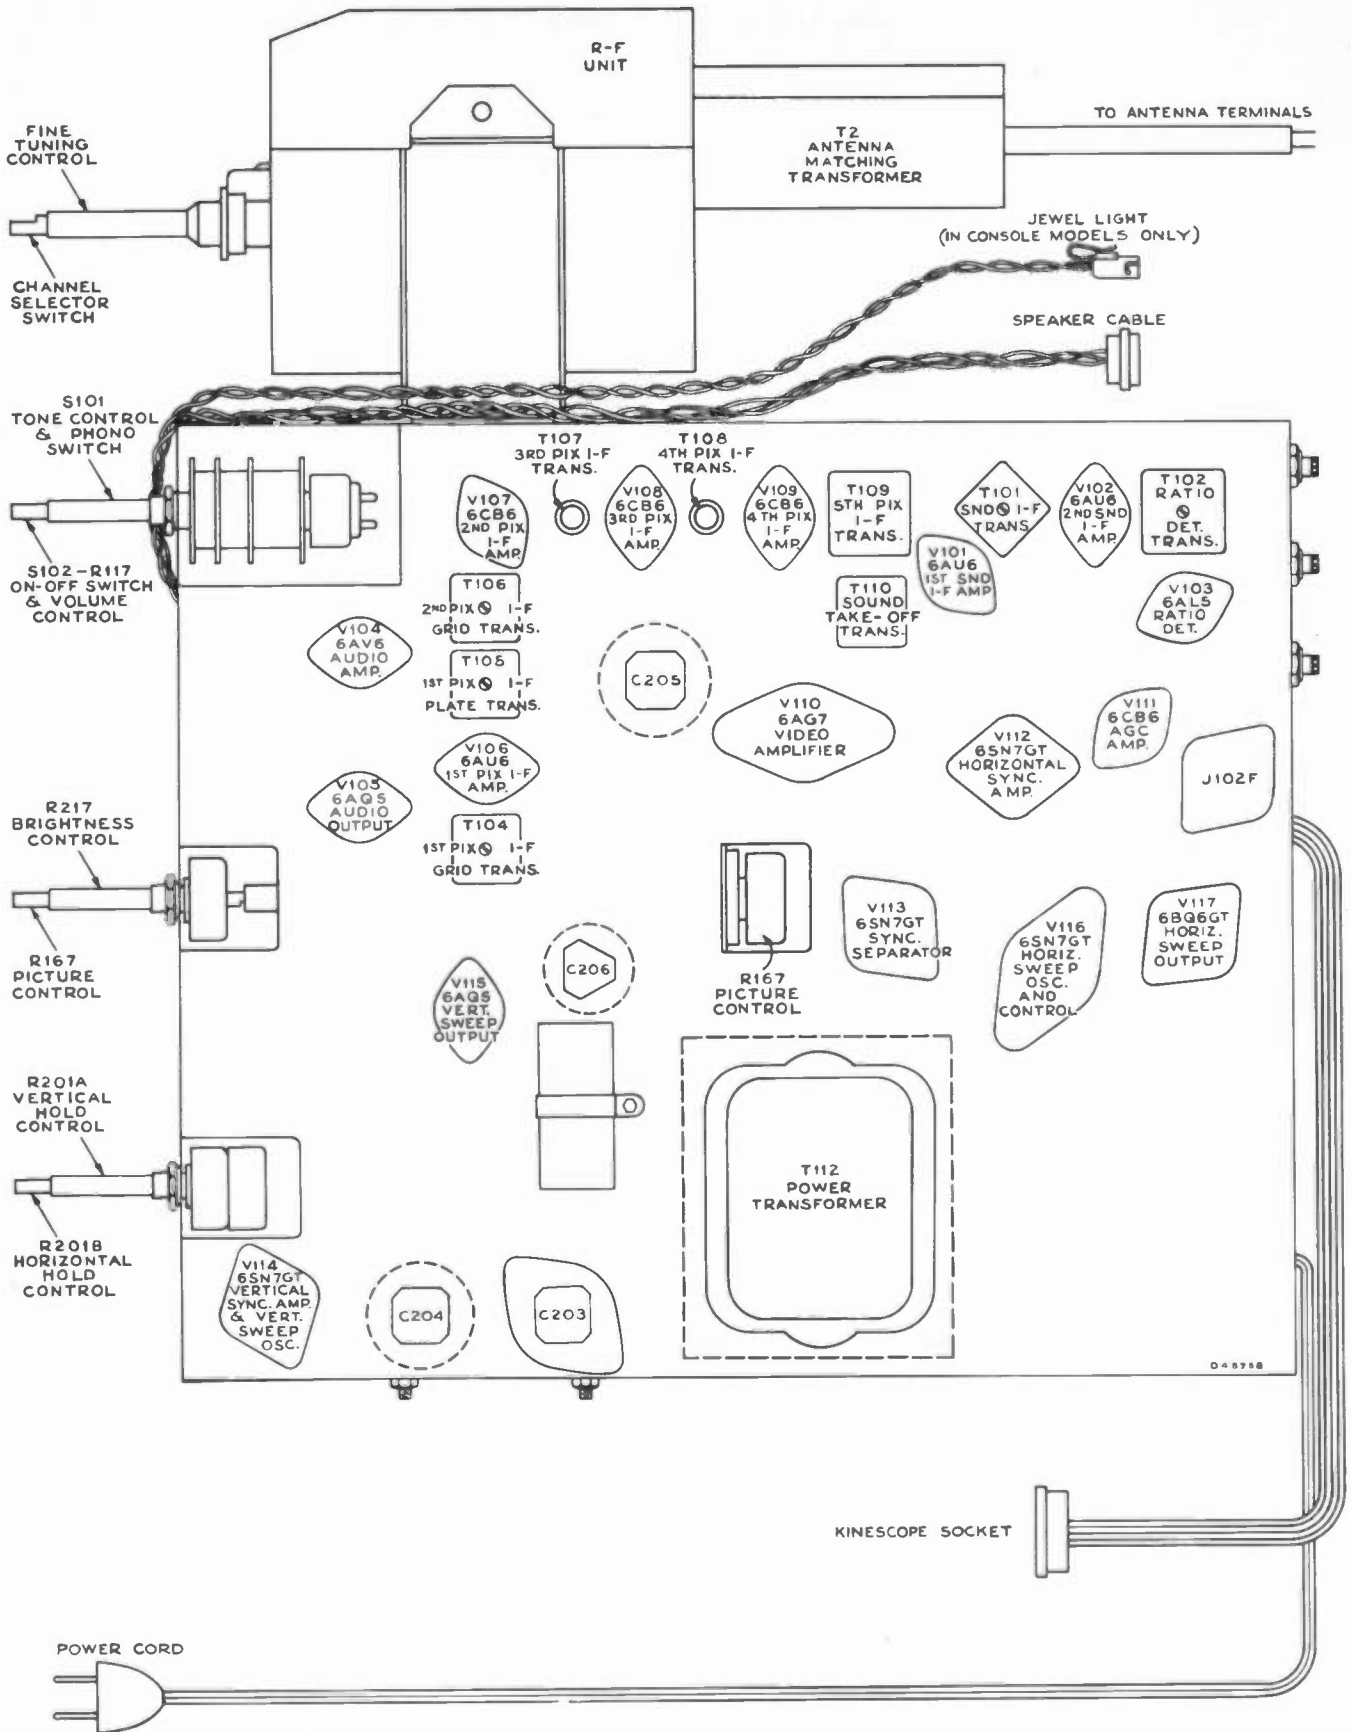 R-F
UNIT
FINE
TUNING
CONTROL
T2
ANTENNA
MATCHING
TRANSFORMER
TO ANTENNA TERMINALS
CHANNEL
SELECTOR
SWITCH
JEWEL LIGHT
(IN CONSOLE MODELS ONLY)
SPEAKER CABLE
S101
TONE CONTROL
& PHONO
SWITCH
S102-R117
ON-OFF SWITCH
& VOLUME
CONTROL
T107
3RD PIX I-F
TRANS.
T108
4TH PIX I-F
TRANS.
V107
6CB6
2ND PIX
I-F
AMP.
V108
6CB6
3RD PIX
I-F
AMP.
V109
6CB6
4TH PIX
I-F
AMP.
T109
5TH PIX
I-F
TRANS.
T101
SND I-F
TRANS.
V102
6AU6
2ND SND
I-F
AMP.
T102
RATIO
DET.
TRANS.
V101
6AU6
1ST SND
I-F AMP
T106
2ND PIX I-F
GRID TRANS.
T110
SOUND
TAKE-OFF
TRANS.
V103
6AL5
RATIO
DET.
V104
6AV6
AUDIO
AMP.
T105
1ST PIX I-F
PLATE TRANS.
C205
V110
6AG7
VIDEO
AMPLIFIER
V111
6CB6
AGC
AMP.
V112
6SN7GT
HORIZONTAL
SYNC.
AMP.
J102F
V106
6AU6
1ST PIX I-F
AMP.
V105
6AQ5
AUDIO
OUTPUT
T104
1ST PIX I-F
GRID TRANS.
R217
BRIGHTNESS
CONTROL
R167
PICTURE
CONTROL
R167
PICTURE
CONTROL
V113
6SN7GT
SYNC.
SEPARATOR
V116
6SN7GT
HORIZ.
SWEEP
OSC.
AND
CONTROL
V117
6BQ6GT
HORIZ.
SWEEP
OUTPUT
C206
V115
6AQ5
VERT.
SWEEP
OUTPUT
R201A
VERTICAL
HOLD
CONTROL
R201B
HORIZONTAL
HOLD
CONTROL
T112
POWER
TRANSFORMER
V114
6SN7GT
VERTICAL
SYNC. AMP.
& VERT.
SWEEP
OSC.
C204
C203
KINESCOPE SOCKET
POWER CORD